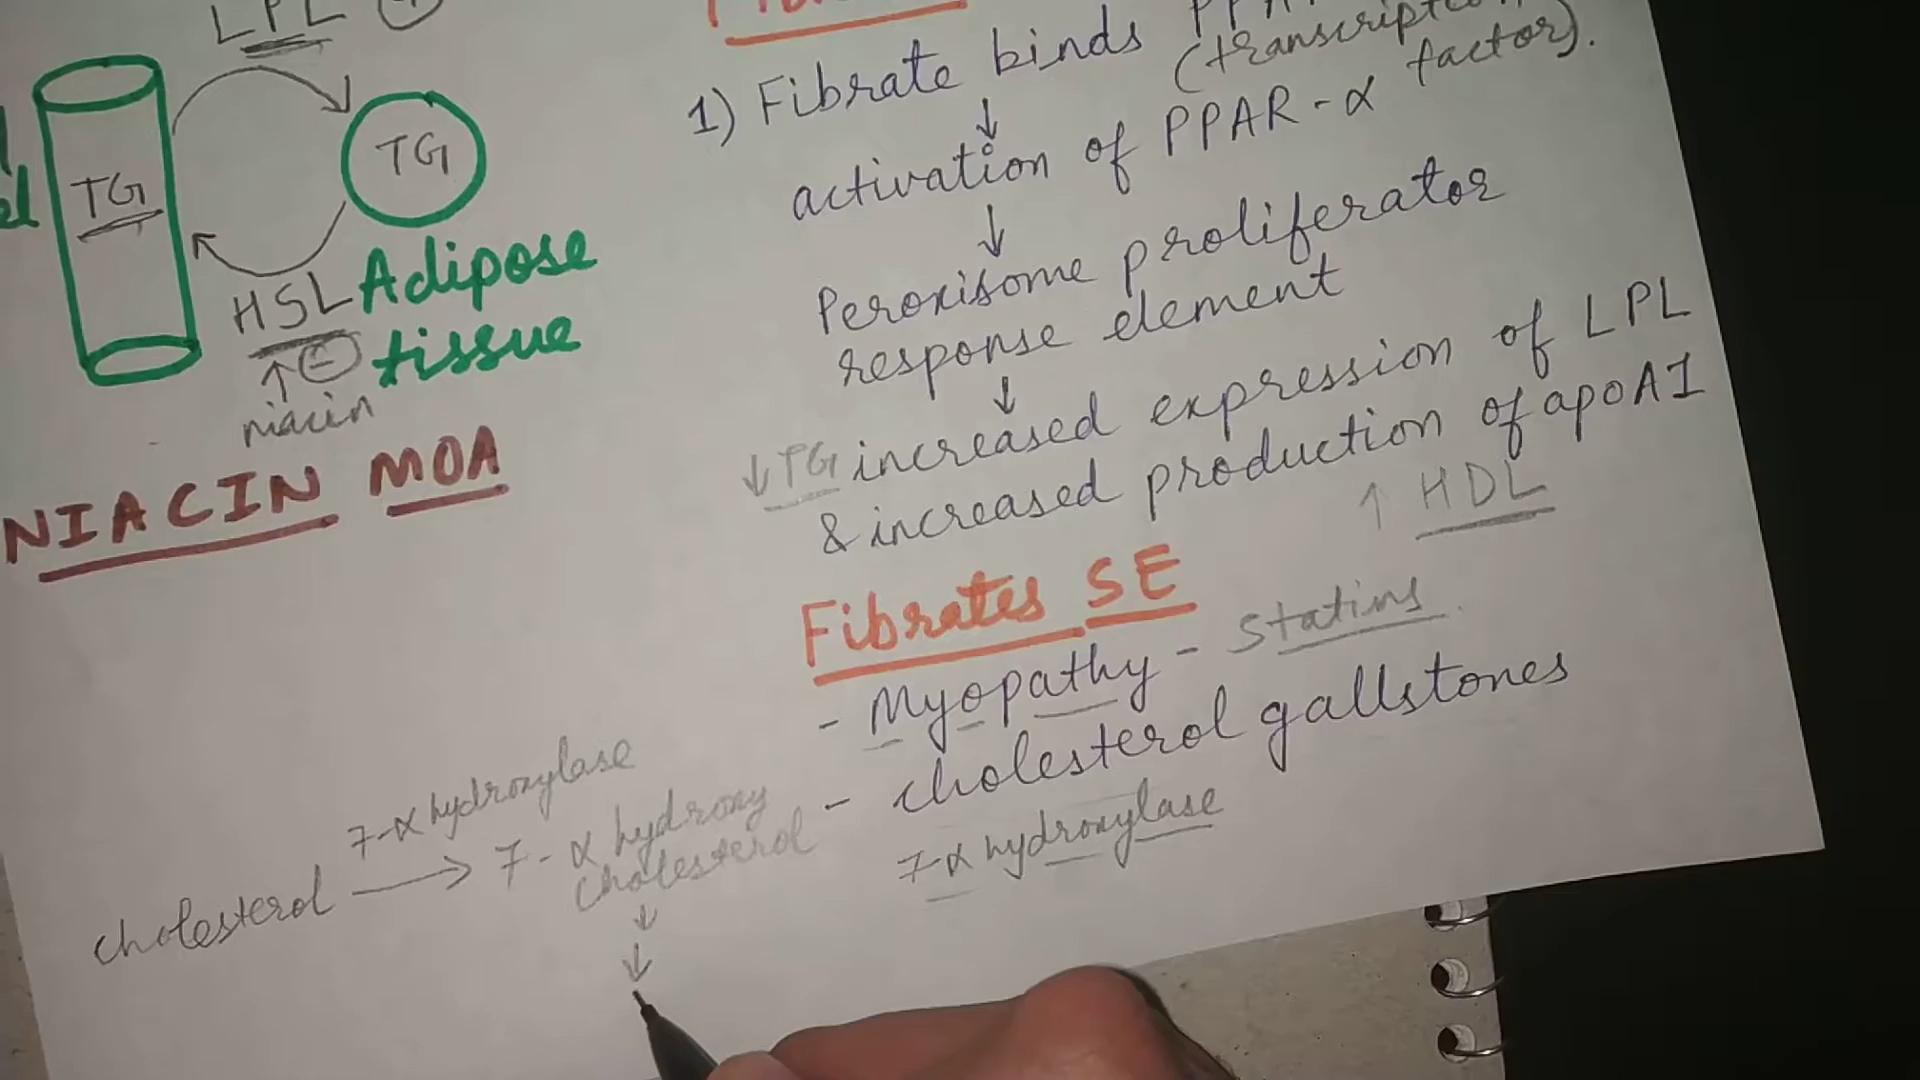 LPL
TG
TG
HSL
Adipose
tissue
niacin
NIACIN MOA
1) Fibrate binds
(transcription
factor).
activation of PPAR-α
Peroxisome proliferator
response element
↓TG increased expression of LPL
& increased production of apoA1
↑ HDL
Fibrates SE
- Myopathy - Statins
- cholesterol gallstones
7-α hydroxylase
7-α hydroxylase
cholesterol → 7-α hydroxy
cholesterol